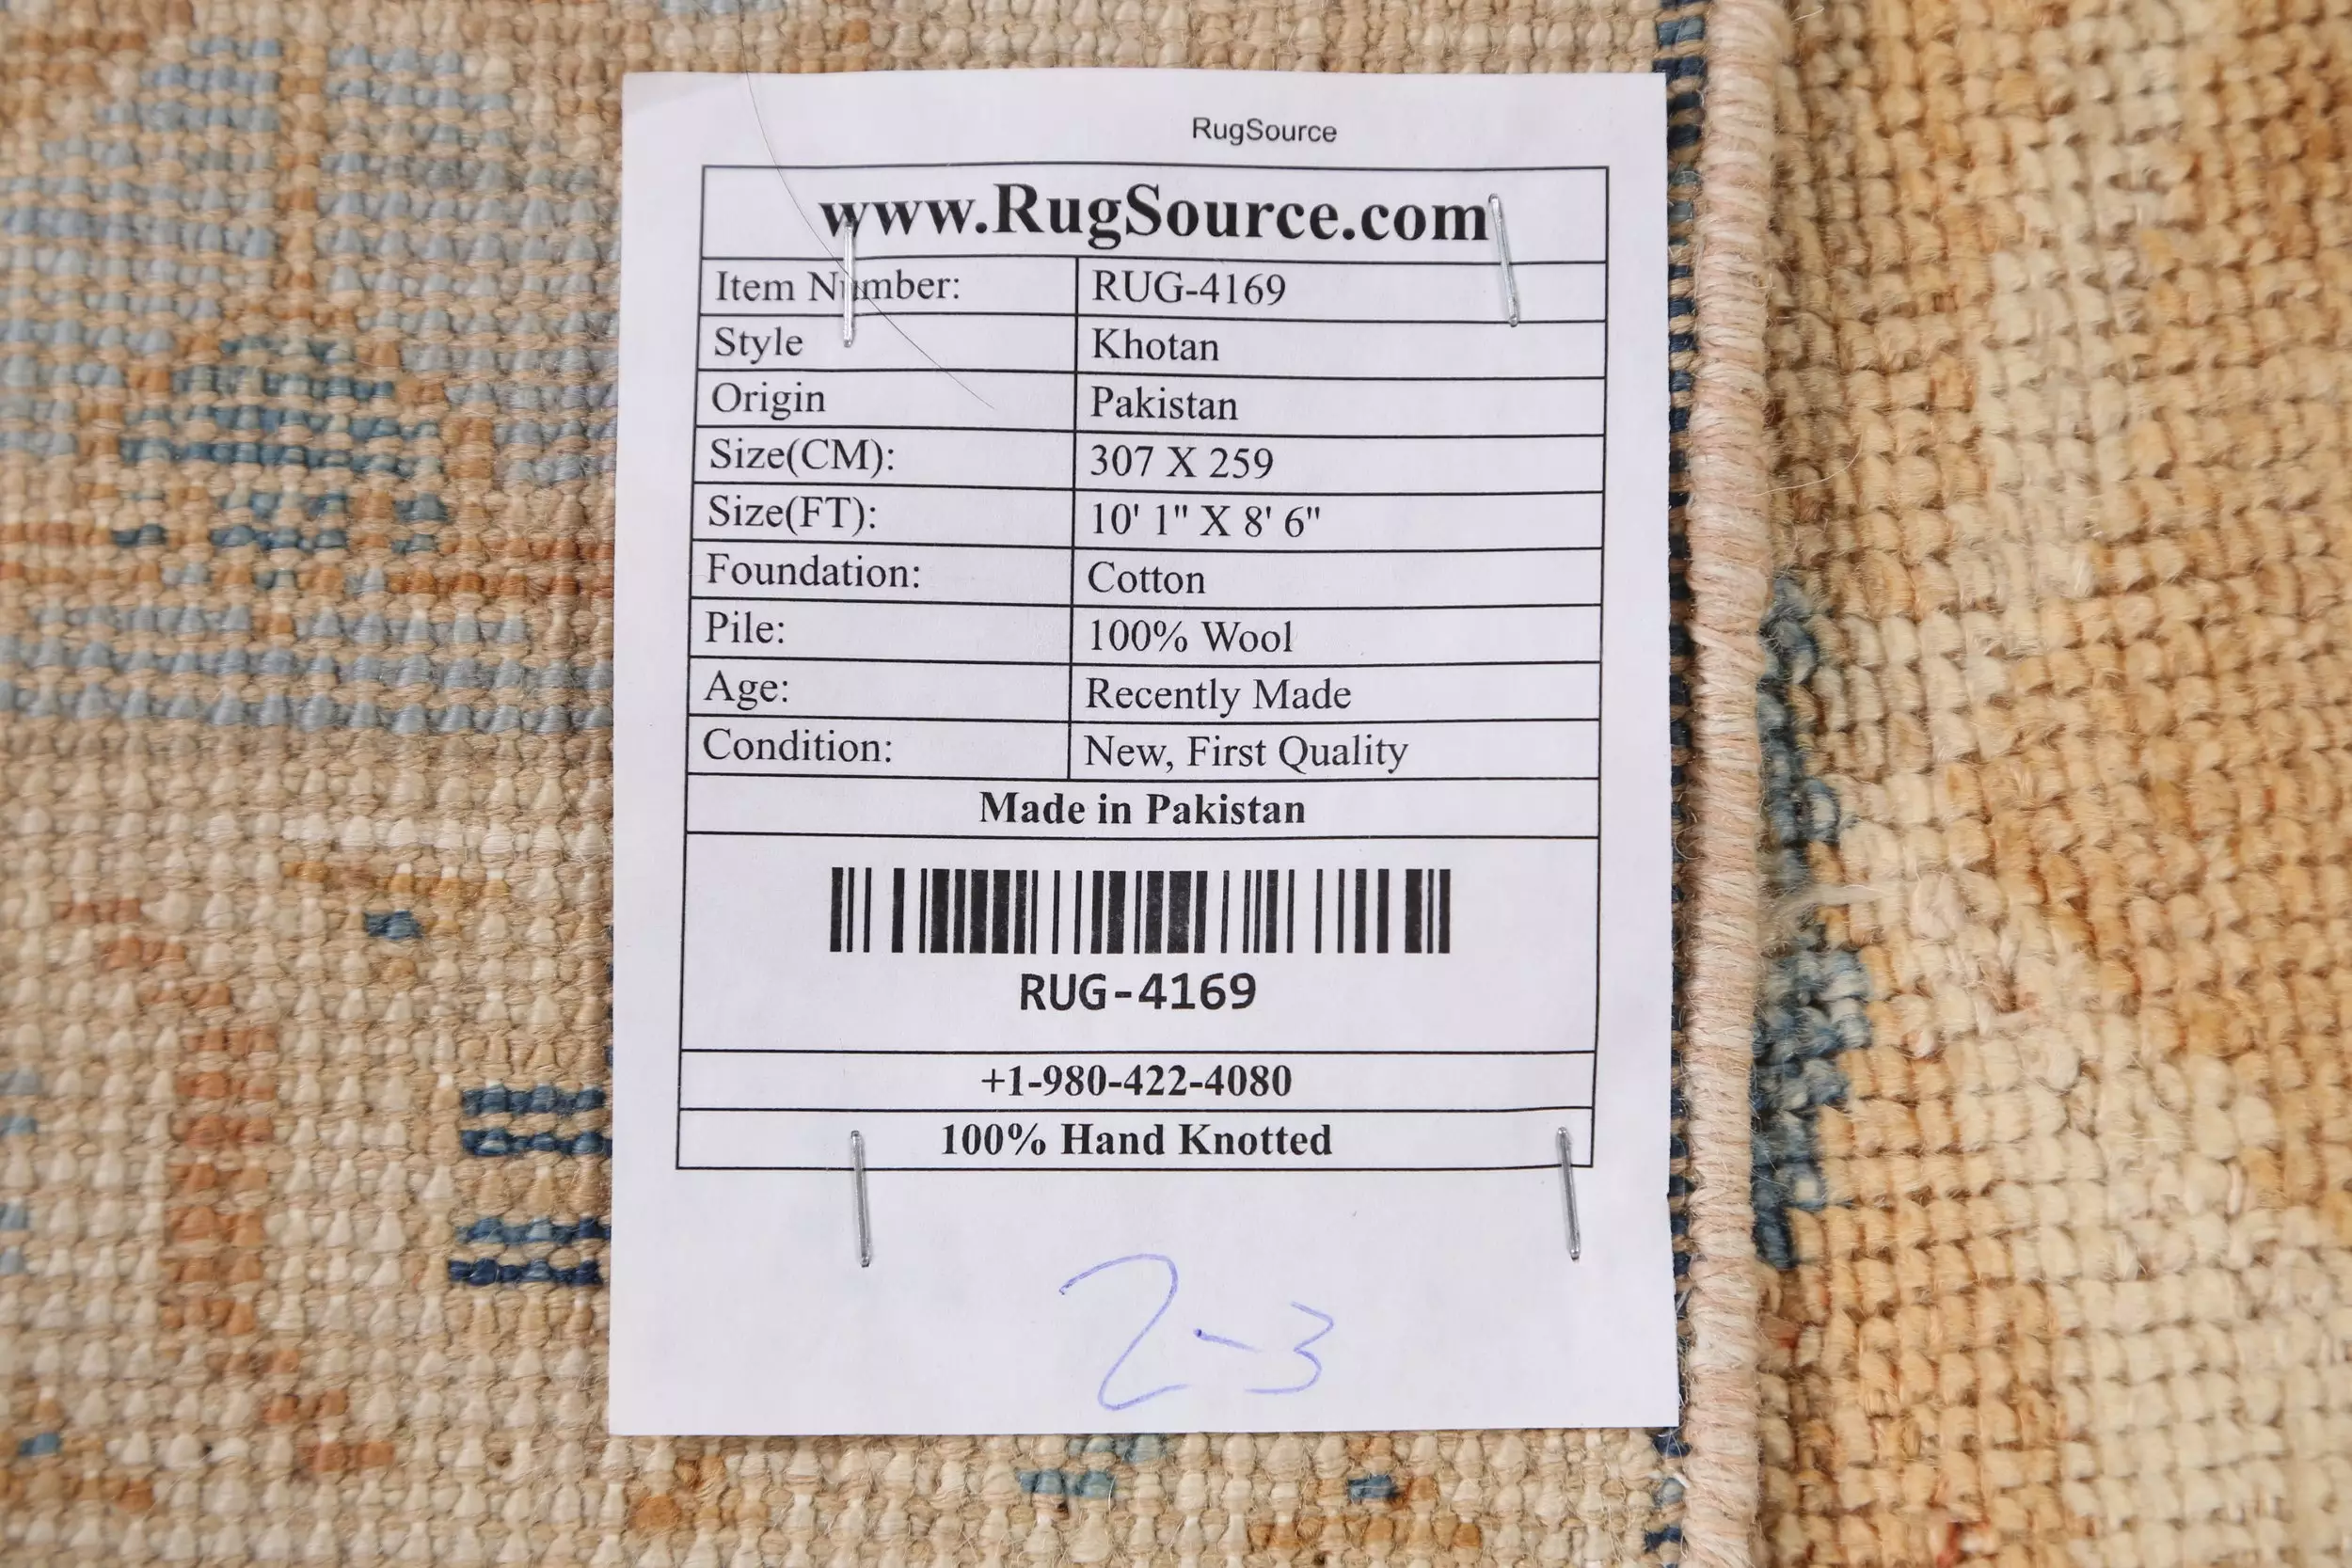 RugSource
www.RugSource.com
Item Number: RUG-4169
Style Khotan
Origin Pakistan
Size(CM): 307 X 259
Size(FT): 10' 1" X 8' 6"
Foundation: Cotton
Pile: 100% Wool
Age: Recently Made
Condition: New, First Quality
Made in Pakistan
RUG-4169
+1-980-422-4080
100% Hand Knotted
2-3